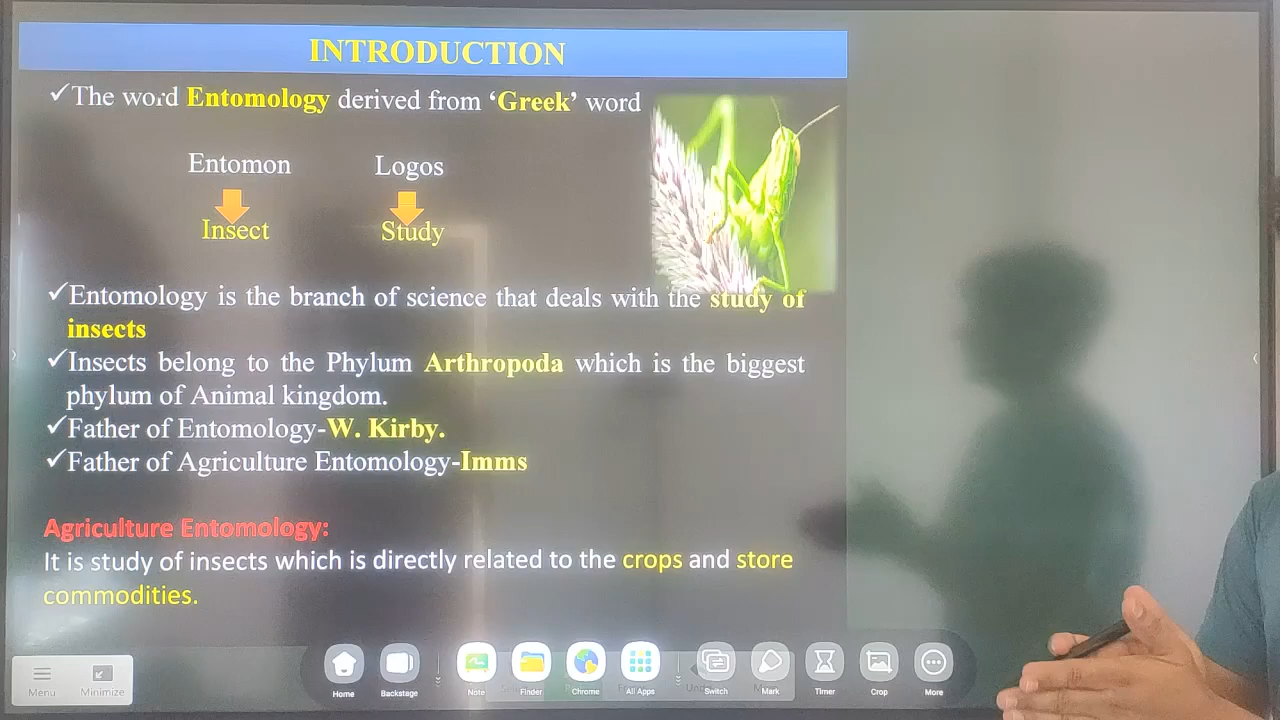 INTRODUCTION
✓The word Entomology derived from ‘Greek’ word
Entomon Logos
Insect Study
✓Entomology is the branch of science that deals with the study of
insects
✓Insects belong to the Phylum Arthropoda which is the biggest
phylum of Animal kingdom.
✓Father of Entomology-W. Kirby.
✓Father of Agriculture Entomology-Imms
Agriculture Entomology:
It is study of insects which is directly related to the crops and store
commodities.
Menu Minimize Home Backstage Note Finder Chrome All Apps Switch Mark Timer Crop More